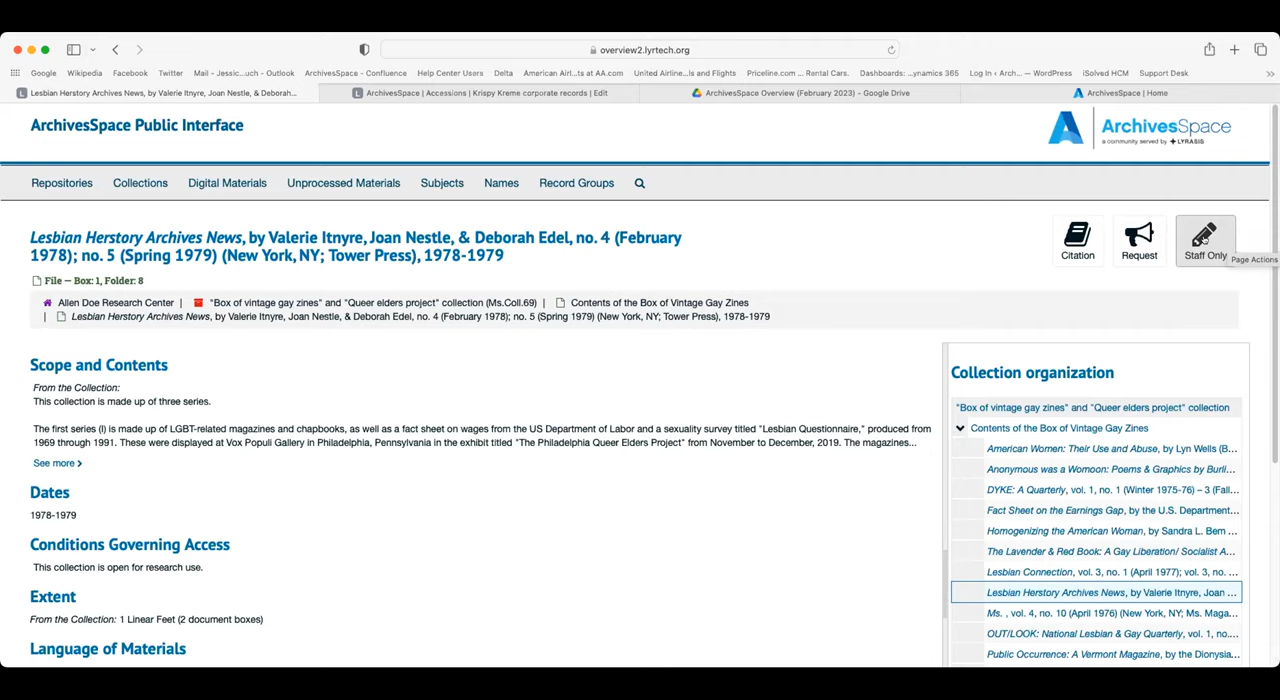 overview2.lyrtech.org
Google Wikipedia Facebook Twitter Mail - Jessic...uch - Outlook ArchivesSpace - Confluence Help Center Users Delta American Airl...ts at AA.com United Airline...ls and Flights Priceline.com ... Rental Cars. Dashboards: ...ynamics 365 Log In ‹ Arch... — WordPress iSolved HCM Support Desk
L Lesbian Herstory Archives News, by Valerie Itnyre, Joan Nestle, & Deborah... L ArchivesSpace | Accessions | Krispy Kreme corporate records | Edit ArchivesSpace Overview (February 2023) - Google Drive ArchivesSpace | Home
ArchivesSpace Public Interface
ArchivesSpace
a community served by LYRASIS
Repositories Collections Digital Materials Unprocessed Materials Subjects Names Record Groups
Lesbian Herstory Archives News, by Valerie Itnyre, Joan Nestle, & Deborah Edel, no. 4 (February
1978); no. 5 (Spring 1979) (New York, NY; Tower Press), 1978-1979
Citation Request Staff Only
Page Actions
File — Box: 1, Folder: 8
Allen Doe Research Center | "Box of vintage gay zines" and "Queer elders project" collection (Ms.Coll.69) | Contents of the Box of Vintage Gay Zines
| Lesbian Herstory Archives News, by Valerie Itnyre, Joan Nestle, & Deborah Edel, no. 4 (February 1978); no. 5 (Spring 1979) (New York, NY; Tower Press), 1978-1979
Scope and Contents
From the Collection:
This collection is made up of three series.
The first series (I) is made up of LGBT-related magazines and chapbooks, as well as a fact sheet on wages from the US Department of Labor and a sexuality survey titled "Lesbian Questionnaire," produced from
1969 through 1991. These were displayed at Vox Populi Gallery in Philadelphia, Pennsylvania in the exhibit titled "The Philadelphia Queer Elders Project" from November to December, 2019. The magazines...
See more
Dates
1978-1979
Conditions Governing Access
This collection is open for research use.
Extent
From the Collection: 1 Linear Feet (2 document boxes)
Language of Materials
Collection organization
"Box of vintage gay zines" and "Queer elders project" collection
Contents of the Box of Vintage Gay Zines
American Women: Their Use and Abuse, by Lyn Wells (B...
Anonymous was a Womoon: Poems & Graphics by Burli...
DYKE: A Quarterly, vol. 1, no. 1 (Winter 1975-76) – 3 (Fall...
Fact Sheet on the Earnings Gap, by the U.S. Department...
Homogenizing the American Woman, by Sandra L. Bem ...
The Lavender & Red Book: A Gay Liberation/ Socialist A...
Lesbian Connection, vol. 3, no. 1 (April 1977); vol. 3, no. ...
Lesbian Herstory Archives News, by Valerie Itnyre, Joan ...
Ms. , vol. 4, no. 10 (April 1976) (New York, NY; Ms. Maga...
OUT/LOOK: National Lesbian & Gay Quarterly, vol. 1, no....
Public Occurrence: A Vermont Magazine, by the Dionysia...